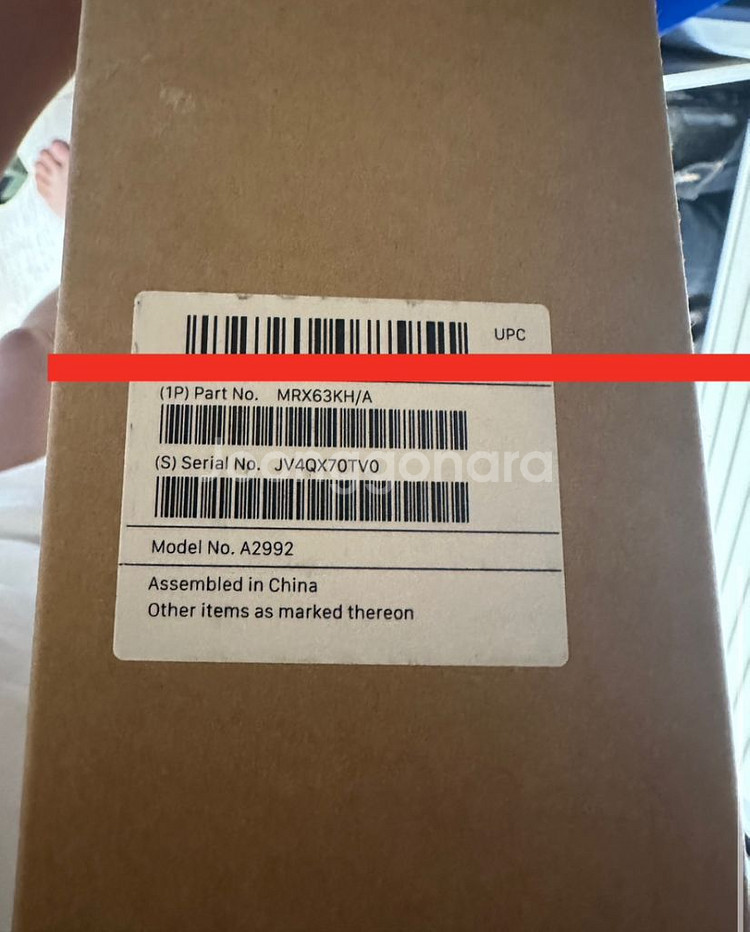 UPC
(1P) Part No. MRX63KH/A
(S) Serial No. JV4QX70TV0
Joonggonara
Model No. A2992
Assembled in China
Other items as marked thereon